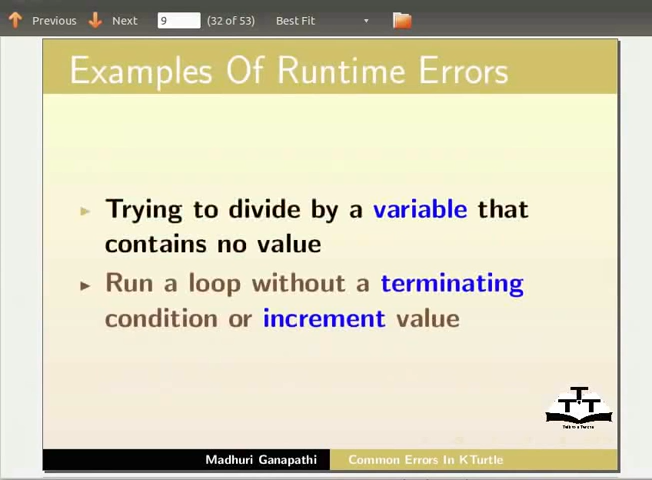 Previous Next 9 (32 of 53) Best Fit
Examples Of Runtime Errors
Trying to divide by a variable that
contains no value
Run a loop without a terminating
condition or increment value
Madhuri Ganapathi Common Errors In KTurtle